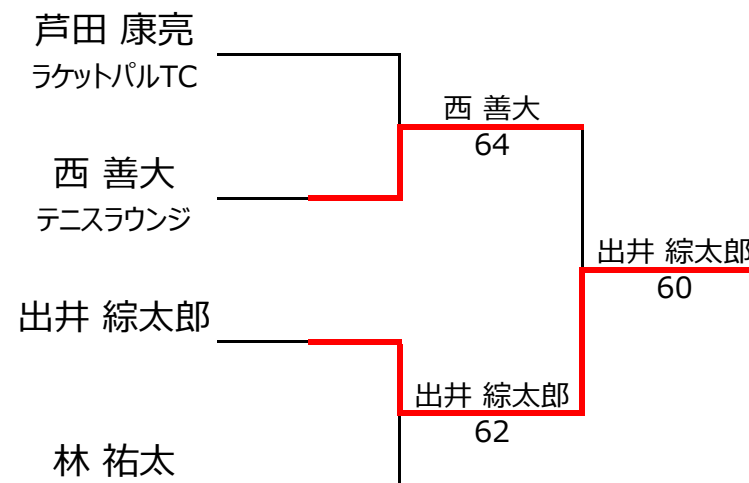 芦田 康亮
ラケットパルTC
西 善大
64
西 善大
テニスラウンジ
出井 綜太郎
60
出井 綜太郎
出井 綜太郎
62
林 祐太